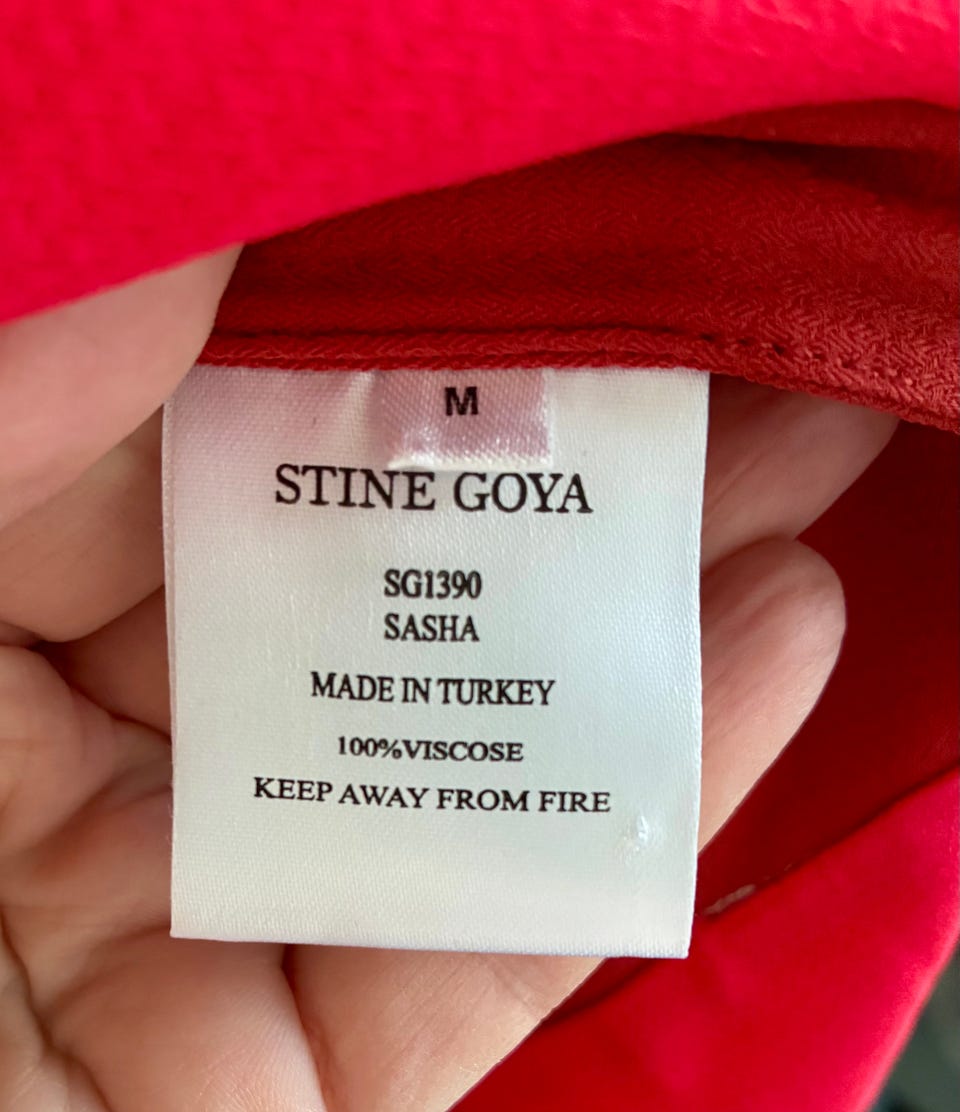 M
STINE GOYA
SG1390
SASHA
MADE IN TURKEY
100%VISCOSE
KEEP AWAY FROM FIRE